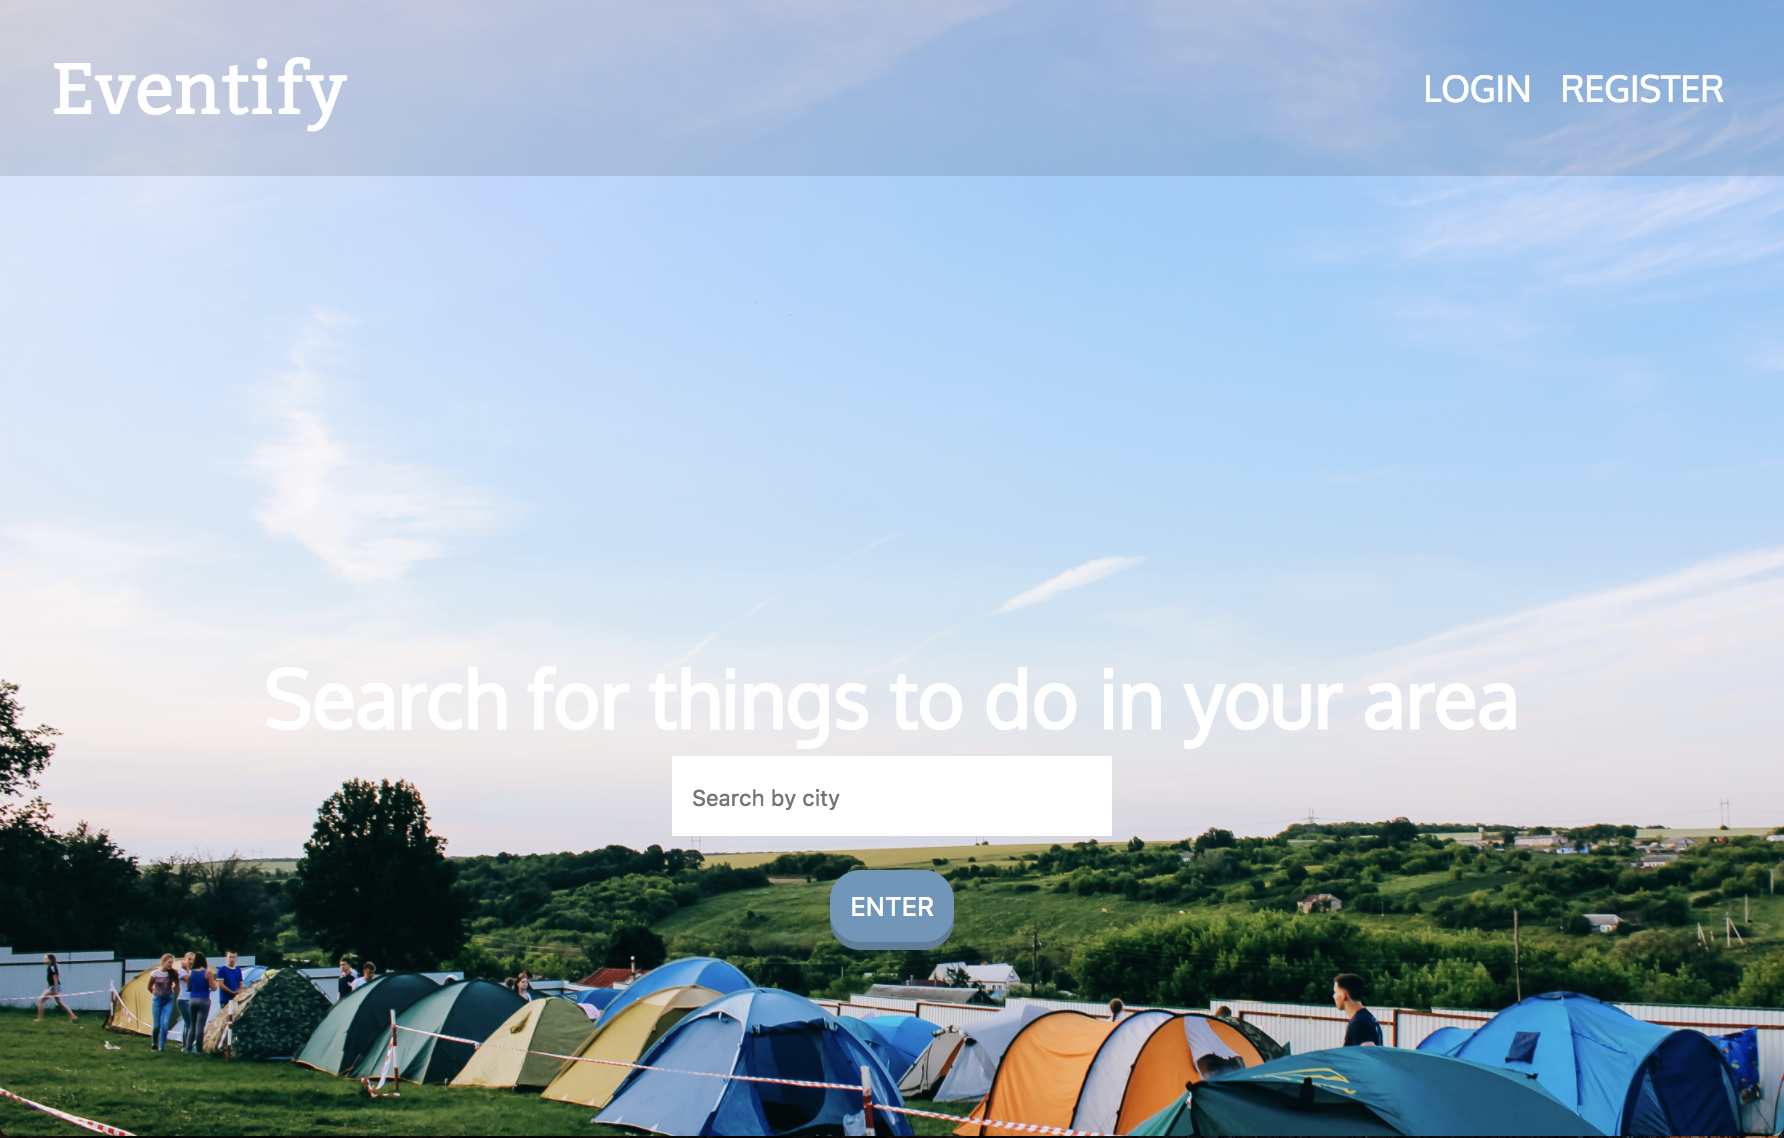 Eventify
LOGIN REGISTER
Search for things to do in your area
Search by city
ENTER